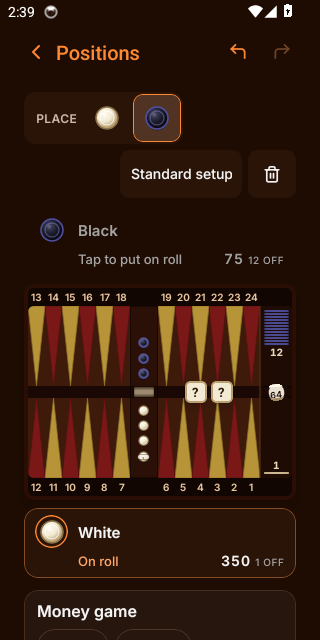 2:39
Positions
PLACE
Standard setup
Black
Tap to put on roll 75 12 OFF
13 14 15 16 17 18 19 20 21 22 23 24
12
? ? 64
1
12 11 10 9 8 7 6 5 4 3 2 1
White
On roll 350 1 OFF
Money game